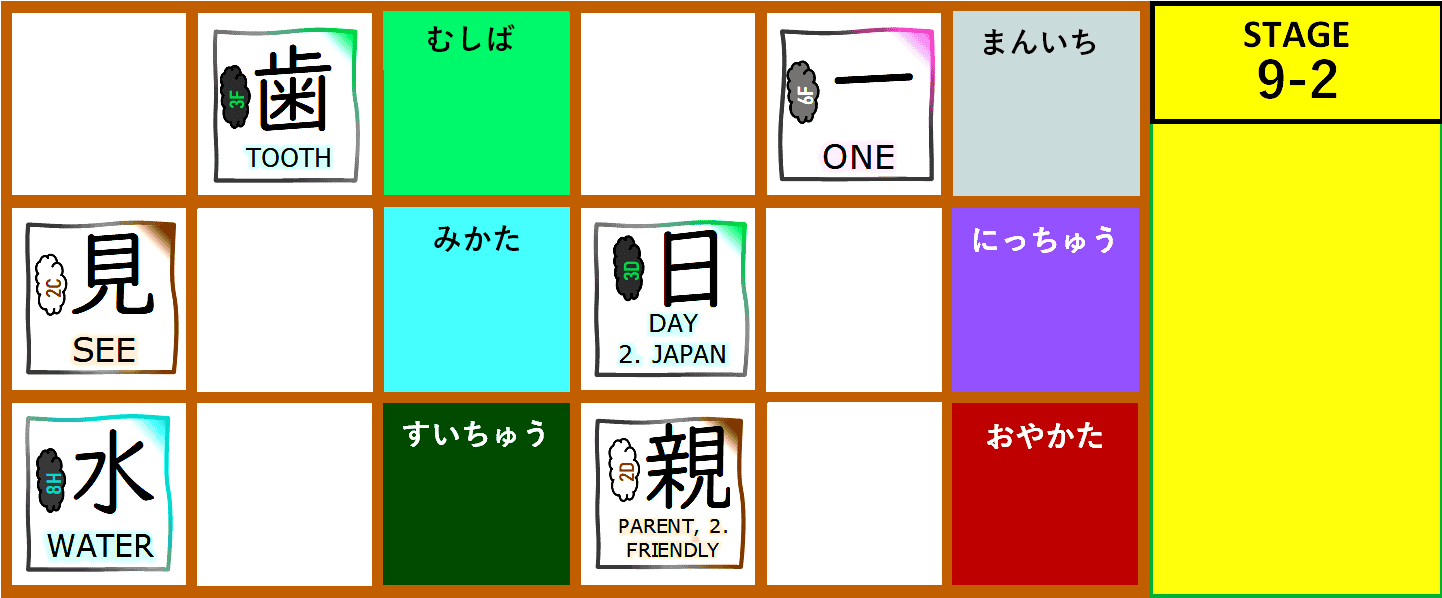 3F
歯
TOOTH
むしば
6F
一
ONE
まんいち
STAGE
9-2
2C
見
SEE
みかた
3D
日
DAY
2. JAPAN
にっちゅう
8H
水
WATER
すいちゅう
2D
親
PARENT, 2.
FRIENDLY
おやかた